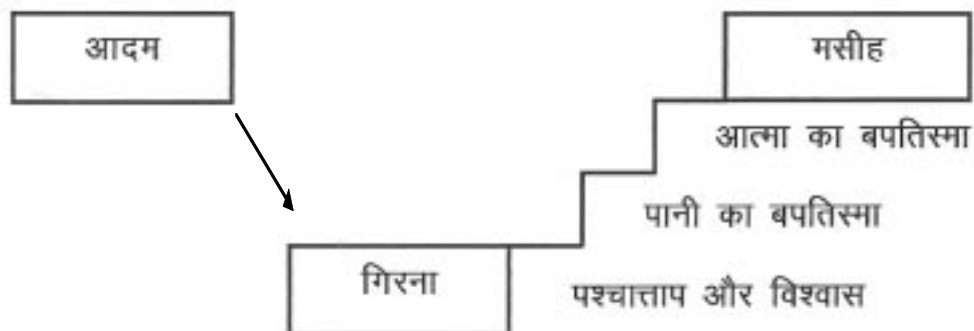 आदम
मसीह
आत्मा का बपतिस्मा
पानी का बपतिस्मा
गिरना
पश्चात्ताप और विश्वास